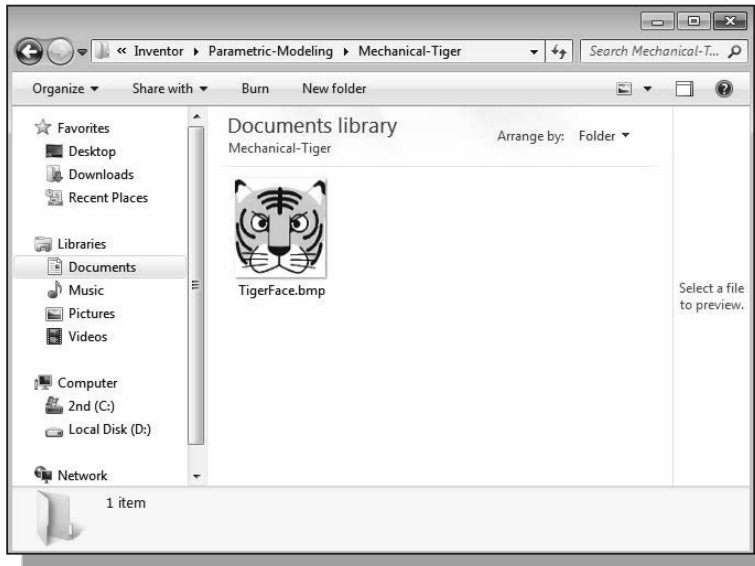 « Inventor ▸ Parametric-Modeling ▸ Mechanical-Tiger
Search Mechanical-T...
Organize ▾ Share with ▾ Burn New folder
Favorites
Desktop
Downloads
Recent Places
Libraries
Documents
Music
Pictures
Videos
Computer
2nd (C:)
Local Disk (D:)
Network
Documents library
Mechanical-Tiger
Arrange by: Folder ▾
TigerFace.bmp
Select a file
to preview.
1 item